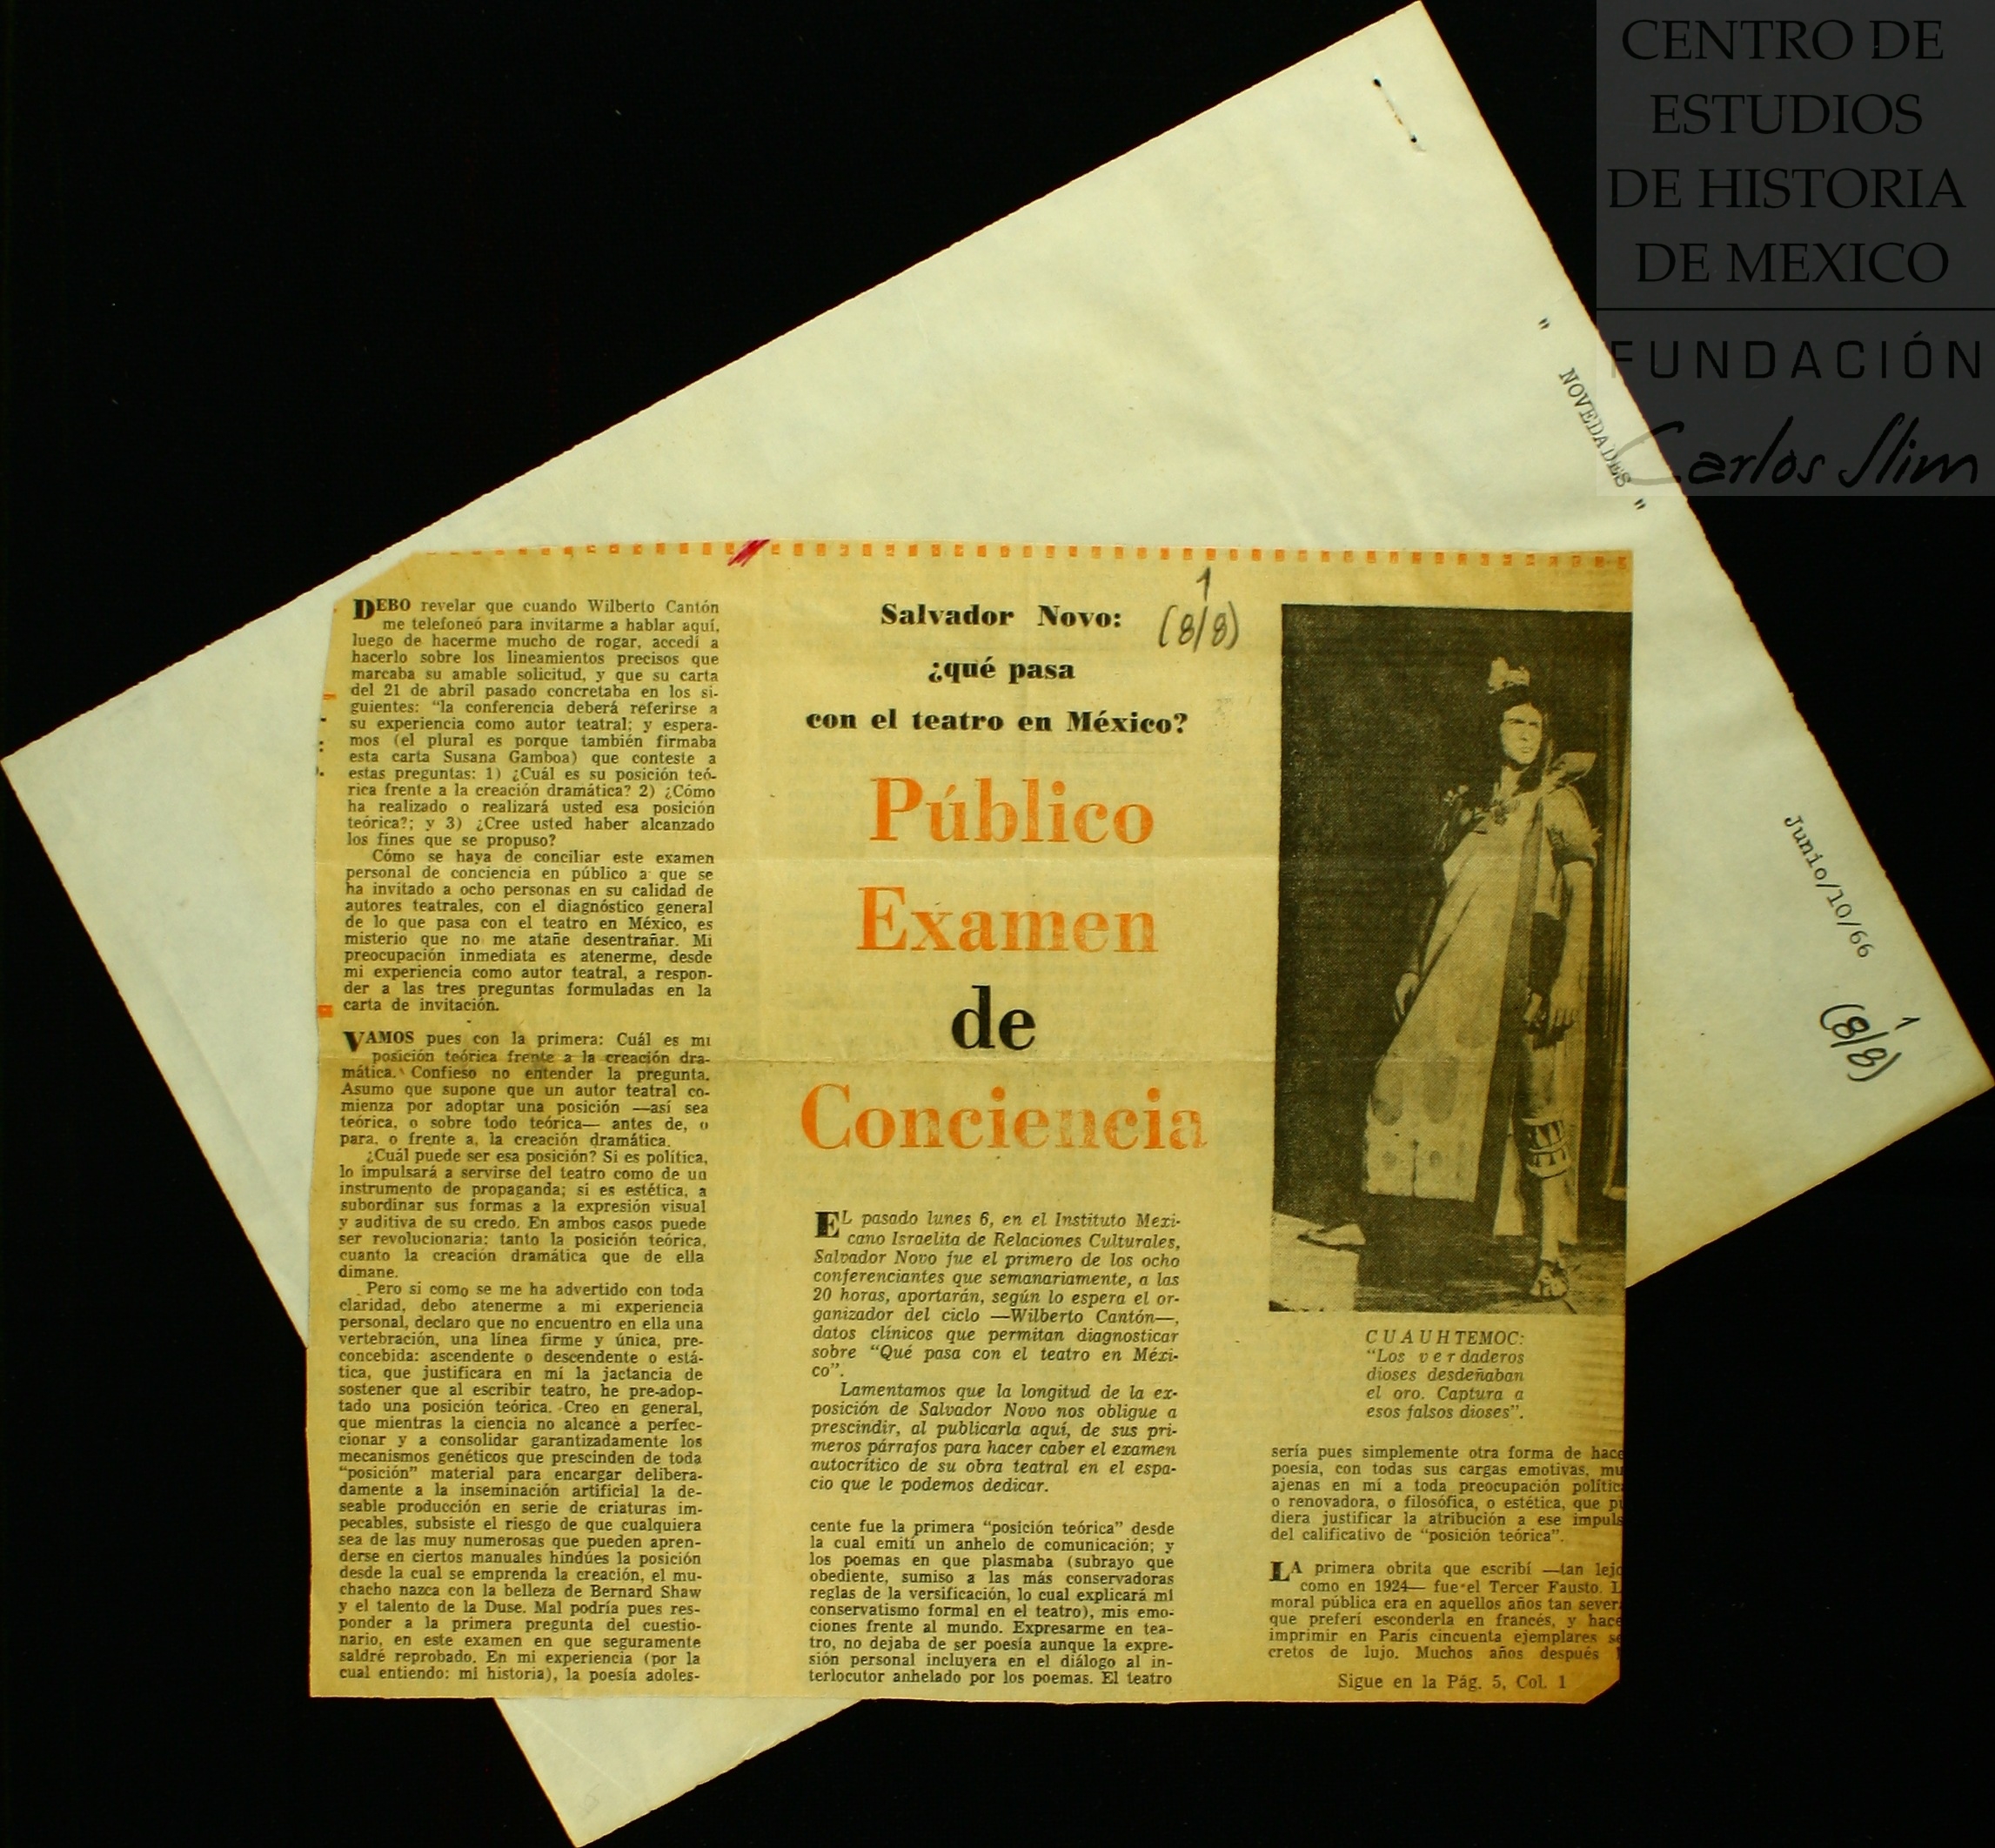 CENTRO DE
ESTUDIOS
DE HISTORIA
DE MEXICO
FUNDACIÓN
Carlos Slim
" NOVEDADES "
Junio/10/66
1
(8/8)
DEBO revelar que cuando Wilberto Cantón
me telefoneó para invitarme a hablar aquí,
luego de hacerme mucho de rogar, accedí a
hacerlo sobre los lineamientos precisos que
marcaba su amable solicitud, y que su carta
del 21 de abril pasado concretaba en los si-
guientes: "la conferencia deberá referirse a
su experiencia como autor teatral; y espera-
mos (el plural es porque también firmaba
esta carta Susana Gamboa) que conteste a
estas preguntas: 1) ¿Cuál es su posición teó-
rica frente a la creación dramática? 2) ¿Cómo
ha realizado o realizará usted esa posición
teórica?; y 3) ¿Cree usted haber alcanzado
los fines que se propuso?
Cómo se haya de conciliar este examen
personal de conciencia en público a que se
ha invitado a ocho personas en su calidad de
autores teatrales, con el diagnóstico general
de lo que pasa con el teatro en México, es
misterio que no me atañe desentrañar. Mi
preocupación inmediata es atenerme, desde
mi experiencia como autor teatral, a respon-
der a las tres preguntas formuladas en la
carta de invitación.
VAMOS pues con la primera: Cuál es mi
posición teórica frente a la creación dra-
mática. Confieso no entender la pregunta.
Asumo que supone que un autor teatral co-
mienza por adoptar una posición —así sea
teórica, o sobre todo teórica— antes de, o
para, o frente a, la creación dramática.
¿Cuál puede ser esa posición? Si es política,
lo impulsará a servirse del teatro como de un
instrumento de propaganda; si es estética, a
subordinar sus formas a la expresión visual
y auditiva de su credo. En ambos casos puede
ser revolucionaria: tanto la posición teórica,
cuanto la creación dramática que de ella
dimane.
Pero si como se me ha advertido con toda
claridad, debo atenerme a mi experiencia
personal, declaro que no encuentro en ella una
vertebración, una línea firme y única, pre-
concebida: ascendente o descendente o está-
tica, que justificara en mí la jactancia de
sostener que al escribir teatro, he pre-adop-
tado una posición teórica. Creo en general,
que mientras la ciencia no alcance a perfec-
cionar y a consolidar garantizadamente los
mecanismos genéticos que prescinden de toda
"posición" material para encargar delibera-
damente a la inseminación artificial la de-
seable producción en serie de criaturas im-
pecables, subsiste el riesgo de que cualquiera
sea de las muy numerosas que pueden apren-
derse en ciertos manuales hindúes la posición
desde la cual se emprenda la creación, el mu-
chacho nazca con la belleza de Bernard Shaw
y el talento de la Duse. Mal podría pues res-
ponder a la primera pregunta del cuestio-
nario, en este examen en que seguramente
saldré reprobado. En mi experiencia (por la
cual entiendo: mi historia), la poesía adoles-
Salvador Novo:
1
(8/8)
¿qué pasa
con el teatro en México?
Público
Examen
de
Conciencia
EL pasado lunes 6, en el Instituto Mexi-
cano Israelita de Relaciones Culturales,
Salvador Novo fue el primero de los ocho
conferenciantes que semanariamente, a las
20 horas, aportarán, según lo espera el or-
ganizador del ciclo —Wilberto Cantón—,
datos clínicos que permitan diagnosticar
sobre "Qué pasa con el teatro en Méxi-
co".
Lamentamos que la longitud de la ex-
posición de Salvador Novo nos obligue a
prescindir, al publicarla aquí, de sus pri-
meros párrafos para hacer caber el examen
autocrítico de su obra teatral en el espa-
cio que le podemos dedicar.
cente fue la primera "posición teórica" desde
la cual emití un anhelo de comunicación; y
los poemas en que plasmaba (subrayo que
obediente, sumiso a las más conservadoras
reglas de la versificación, lo cual explicará mi
conservatismo formal en el teatro), mis emo-
ciones frente al mundo. Expresarme en tea-
tro, no dejaba de ser poesía aunque la expre-
sión personal incluyera en el diálogo al in-
terlocutor anhelado por los poemas. El teatro
CUAUHTEMOC:
"Los verdaderos
dioses desdeñaban
el oro. Captura a
esos falsos dioses".
sería pues simplemente otra forma de hace
poesía, con todas sus cargas emotivas, mu
ajenas en mí a toda preocupación polític
o renovadora, o filosófica, o estética, que pu
diera justificar la atribución a ese impuls
del calificativo de "posición teórica".
LA primera obrita que escribí —tan lejo
como en 1924— fue el Tercer Fausto. L
moral pública era en aquellos años tan sever
que preferí esconderla en francés, y hace
imprimir en París cincuenta ejemplares se
cretos de lujo. Muchos años después
Sigue en la Pág. 5, Col. 1